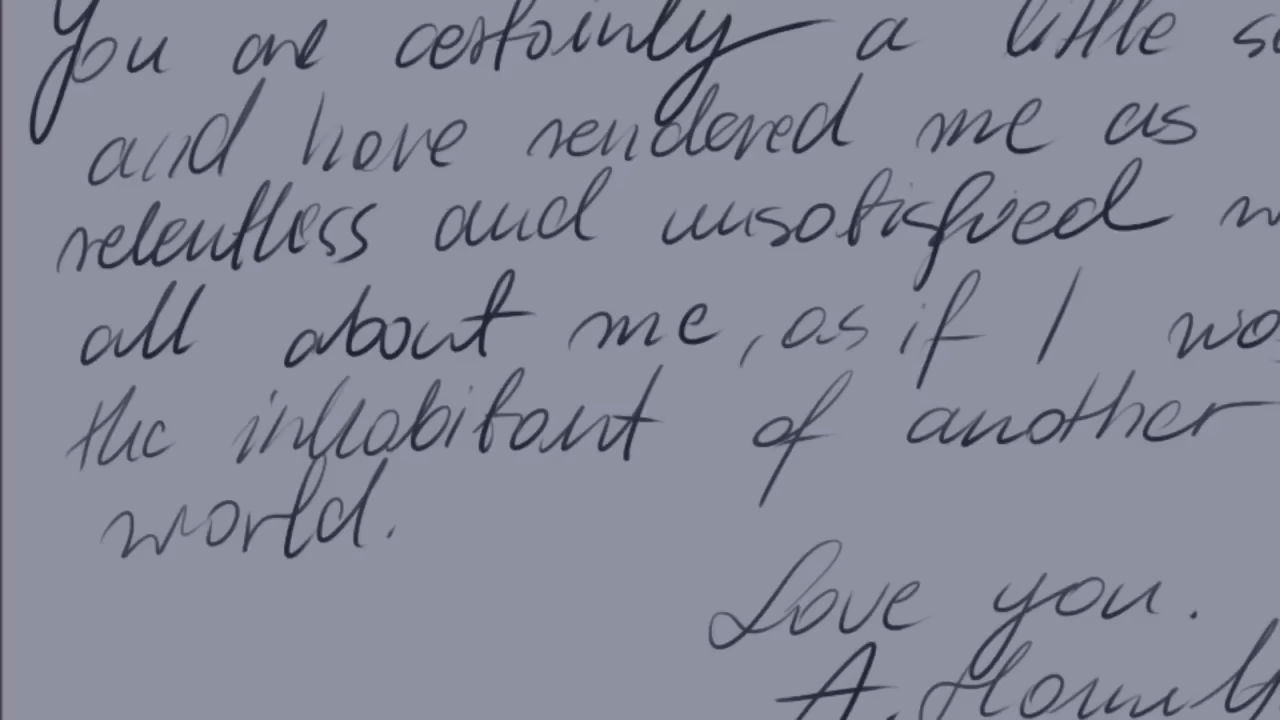 You are certainly a little
and have rendered me as
relentless and unsatisfied
all about me, as if I
the inhabitant of another
world.
Love you.
A. Hamil